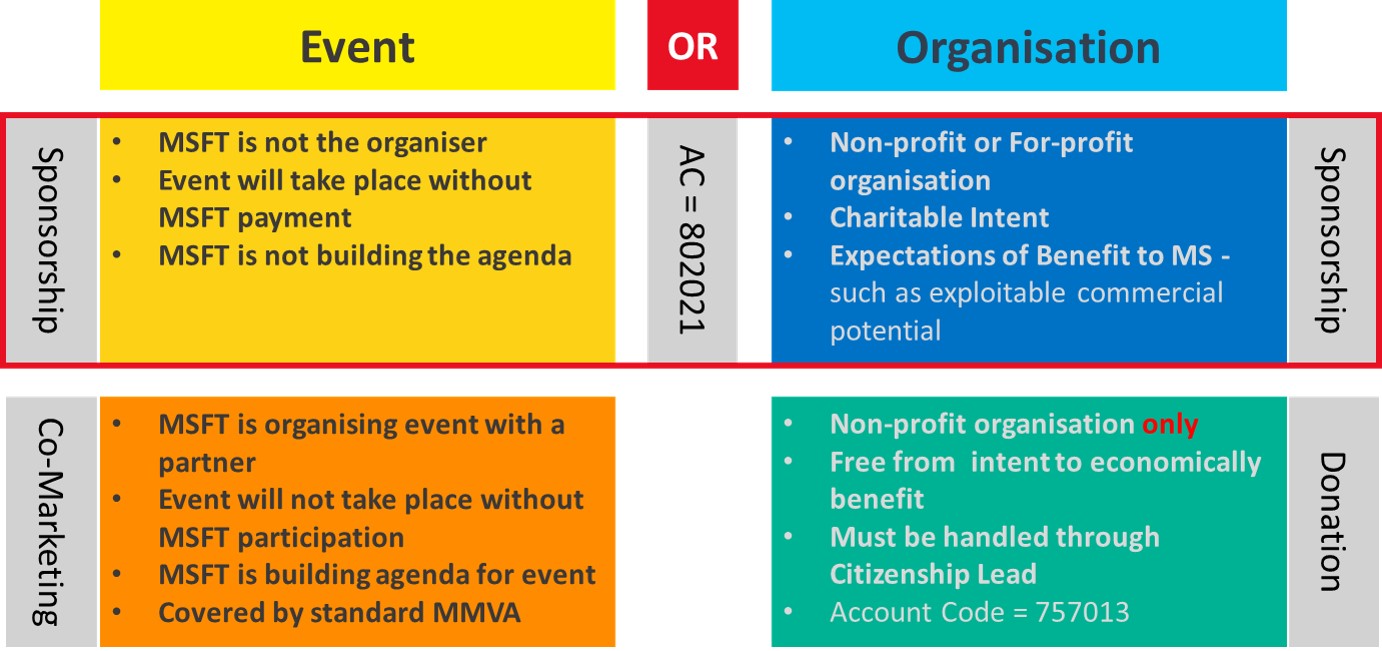 Event
OR
Organisation
Sponsorship
• MSFT is not the organiser
• Event will take place without
MSFT payment
• MSFT is not building the agenda
AC = 802021
• Non-profit or For-profit
organisation
• Charitable Intent
• Expectations of Benefit to MS -
such as exploitable commercial
potential
Sponsorship
Co-Marketing
• MSFT is organising event with a
partner
• Event will not take place without
MSFT participation
• MSFT is building agenda for event
• Covered by standard MMVA
• Non-profit organisation only
• Free from intent to economically
benefit
• Must be handled through
Citizenship Lead
• Account Code = 757013
Donation